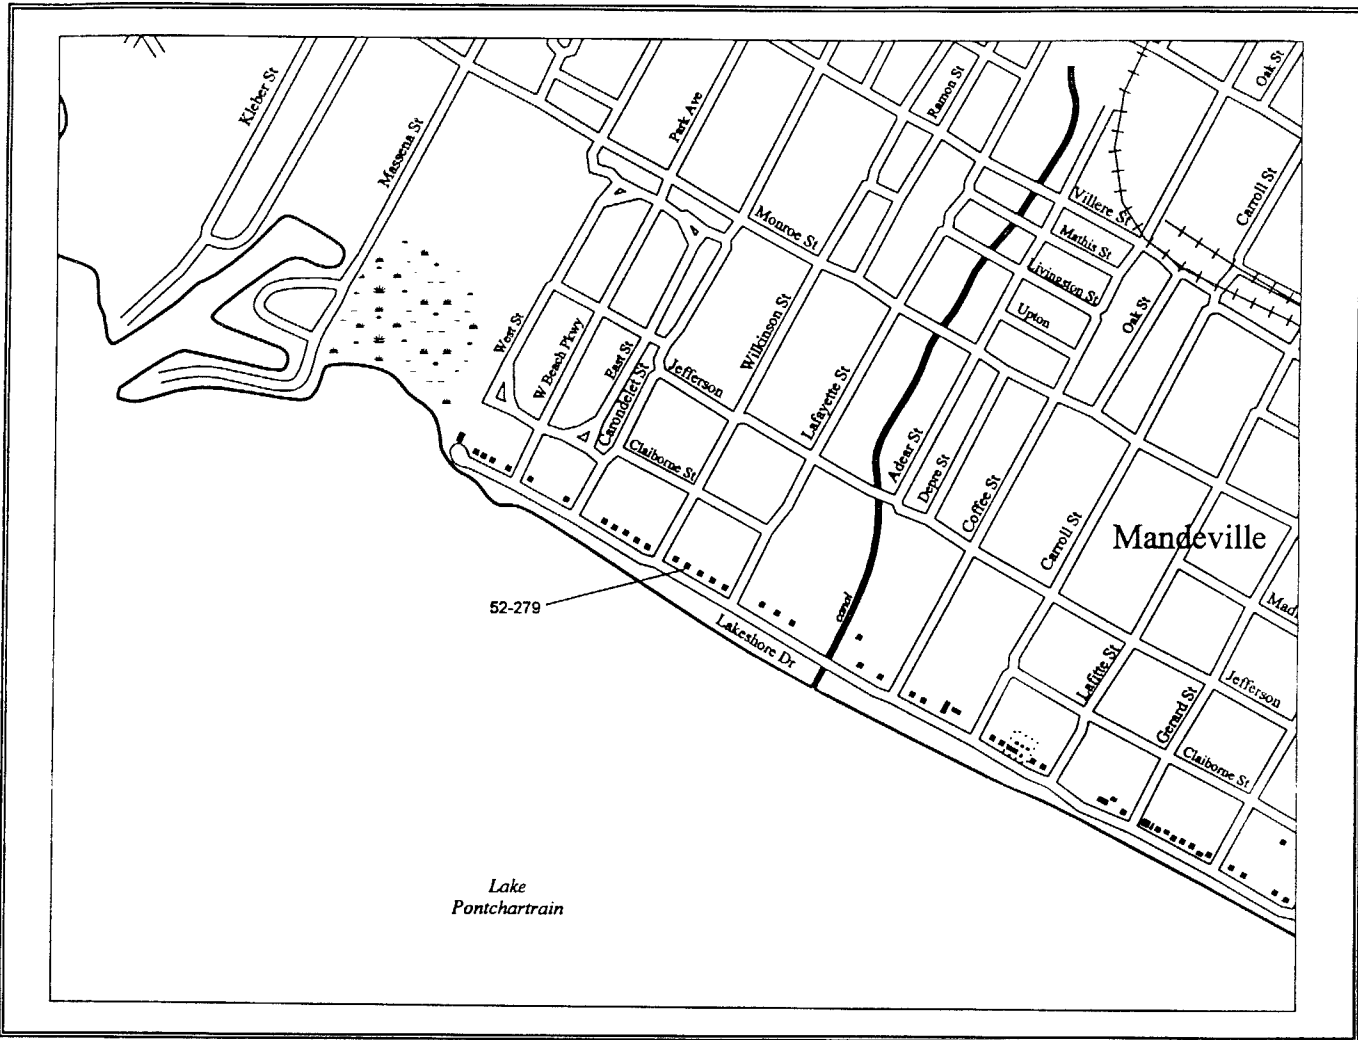 Kleber St
Massena St
Park Ave
Ramon St
Oak St
Carroll St
Villere St
Mathis St
Livingston St
Upton
Oak St
Monroe St
West St
W Beach Pkwy
East St
Carondelet St
Jefferson
Wilkinson St
Lafayette St
Claiborne St
Adear St
Depre St
Coffee St
Carroll St
Mandeville
52-279
canal
Lakeshore Dr
Lafitte St
Gerard St
Mad
Jefferson
Claiborne St
Lake
Pontchartrain